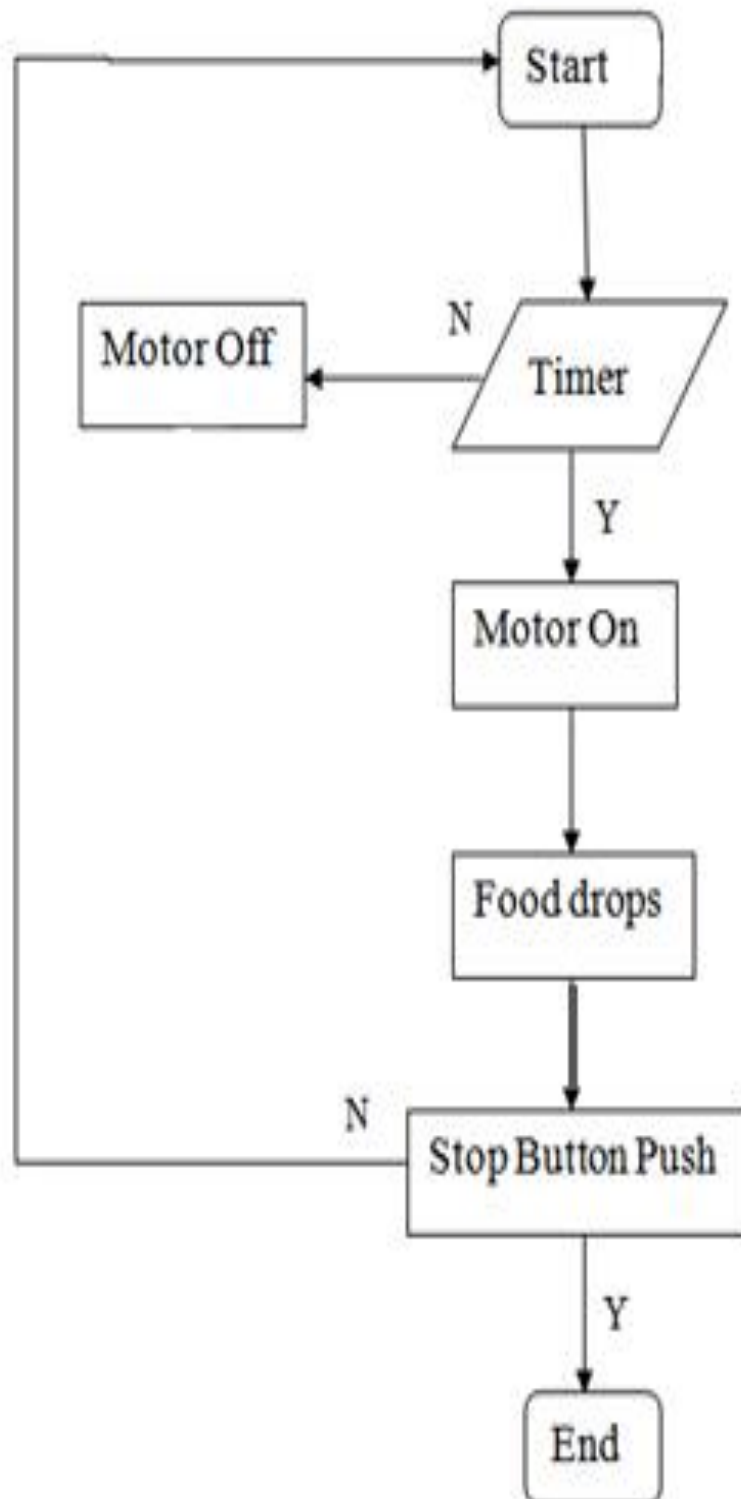 Start
N
Motor Off
Timer
Y
Motor On
Food drops
N
Stop Button Push
Y
End